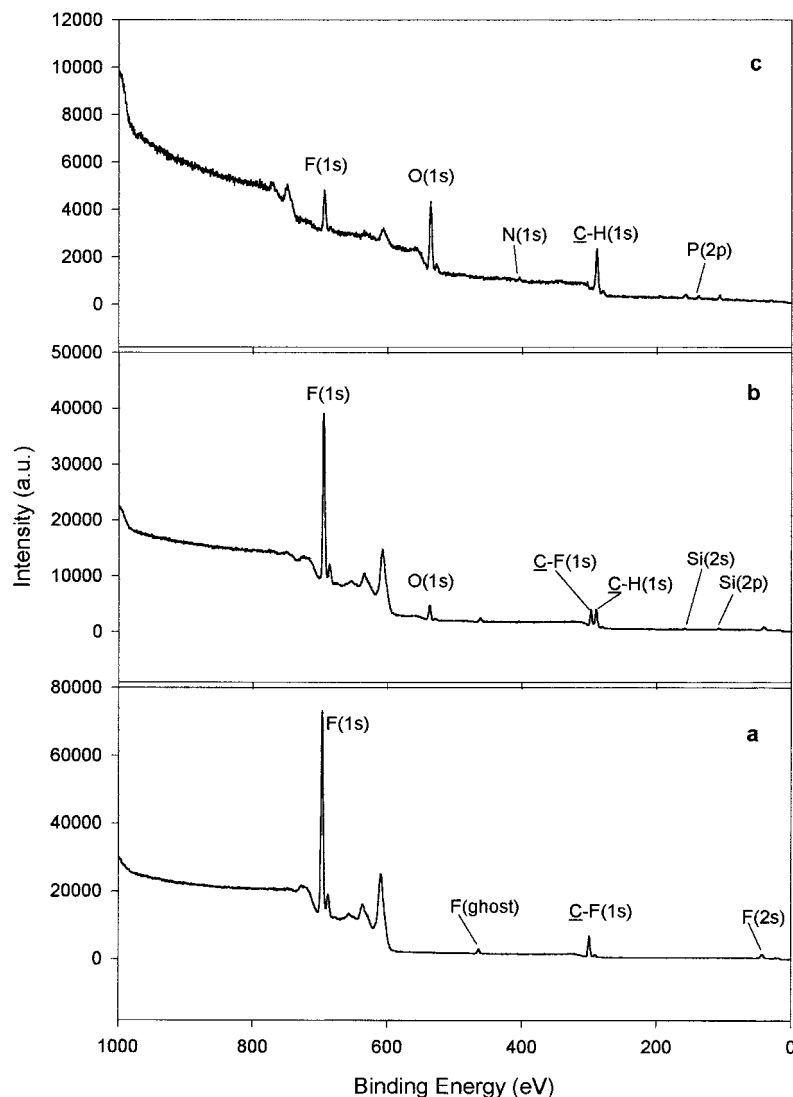 12000
c
10000
8000
6000
F(1s)
O(1s)
4000
N(1s)
C-H(1s)
2000
P(2p)
0
50000
F(1s)
b
40000
30000
20000
O(1s)
C-F(1s)
C-H(1s)
Si(2s)
Si(2p)
10000
0
Intensity (a.u.)
80000
F(1s)
a
60000
40000
20000
F(ghost)
C-F(1s)
F(2s)
0
1000
800
600
400
200
0
Binding Energy (eV)